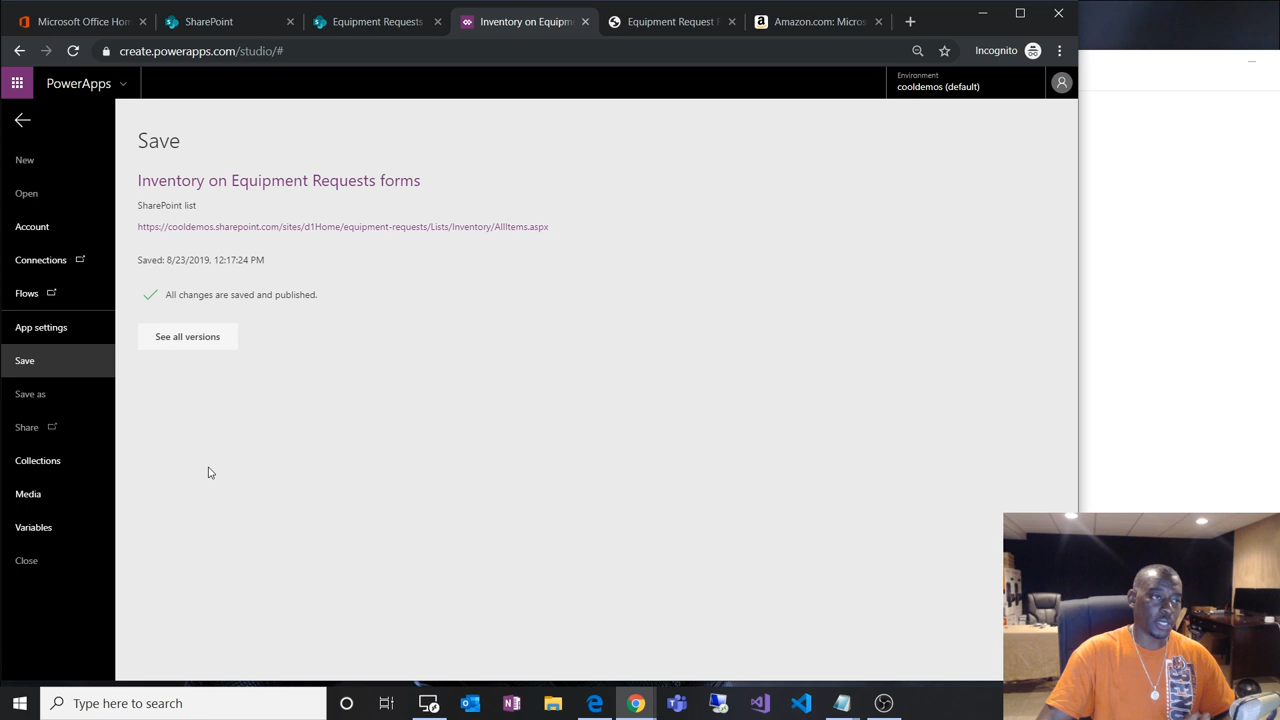 Microsoft Office Home
SharePoint
Equipment Requests
Inventory on Equipm
Equipment Request F
Amazon.com: Micros
create.powerapps.com/studio/#
Incognito
PowerApps
Environment
cooldemos (default)
New
Open
Account
Connections
Flows
App settings
Save
Save as
Share
Collections
Media
Variables
Close
Save
Inventory on Equipment Requests forms
SharePoint list
https://cooldemos.sharepoint.com/sites/d1Home/equipment-requests/Lists/Inventory/AllItems.aspx
Saved: 8/23/2019, 12:17:24 PM
All changes are saved and published.
See all versions
Type here to search